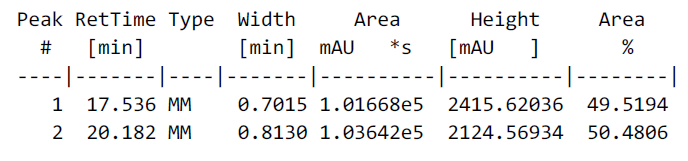 Peak RetTime Type  Width     Area      Height     Area
  #   [min]        [min]  mAU   *s   [mAU   ]      %
----|-------|----|-------|----------|----------|--------|
   1  17.536 MM    0.7015 1.01668e5  2415.62036  49.5194
   2  20.182 MM    0.8130 1.03642e5  2124.56934  50.4806